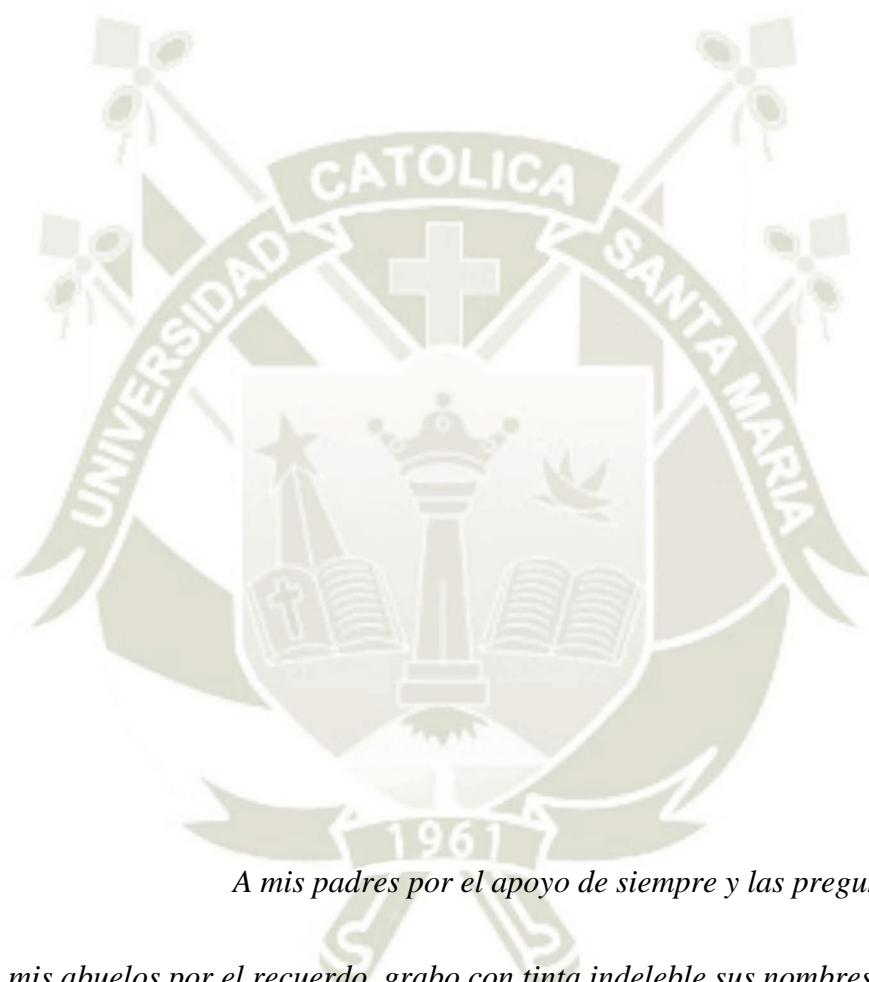 UNIVERSIDAD CATOLICA SANTA MARIA
1961
A mis padres por el apoyo de siempre y las
mis abuelos por el recuerdo, grabo con tinta indeleble sus nombres